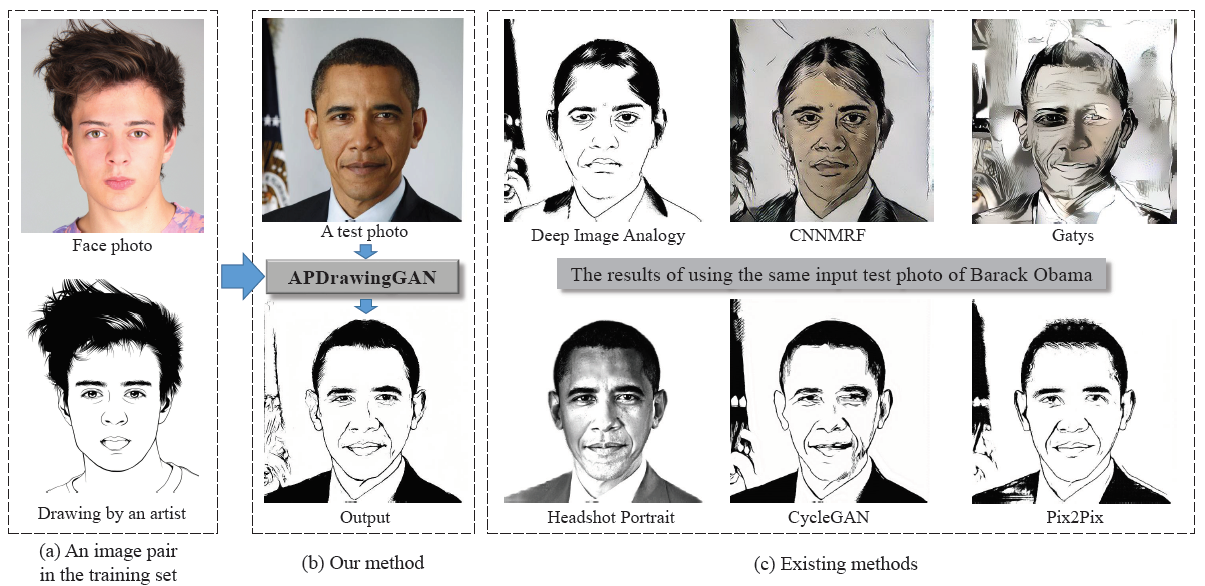 Face photo
Drawing by an artist
(a) An image pair
in the training set
A test photo
APDrawingGAN
Output
(b) Our method
Deep Image Analogy
CNNMRF
Gatys
The results of using the same input test photo of Barack Obama
Headshot Portrait
CycleGAN
Pix2Pix
(c) Existing methods